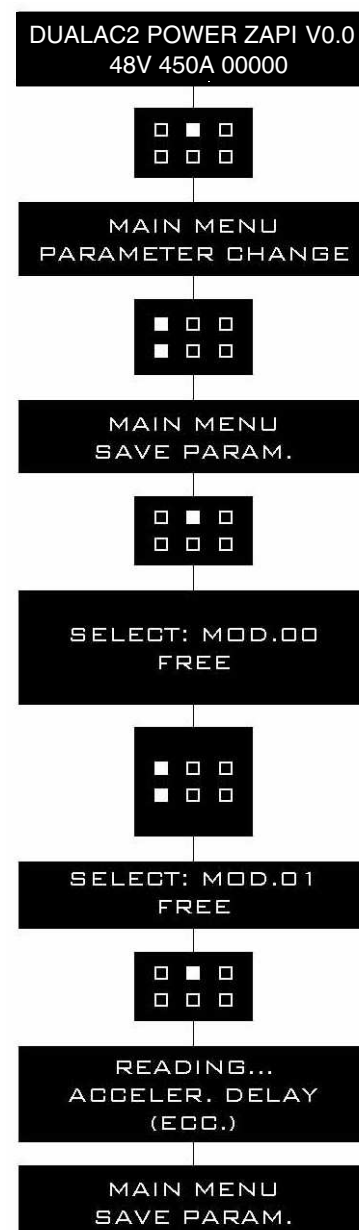 DUALAC2 POWER ZAPI V0.0
48V 450A 00000
MAIN MENU
PARAMETER CHANGE
MAIN MENU
SAVE PARAM.
SELECT: MOD.00
FREE
SELECT: MOD.01
FREE
READING...
ACCELER. DELAY
(ECC.)
MAIN MENU
SAVE PARAM.